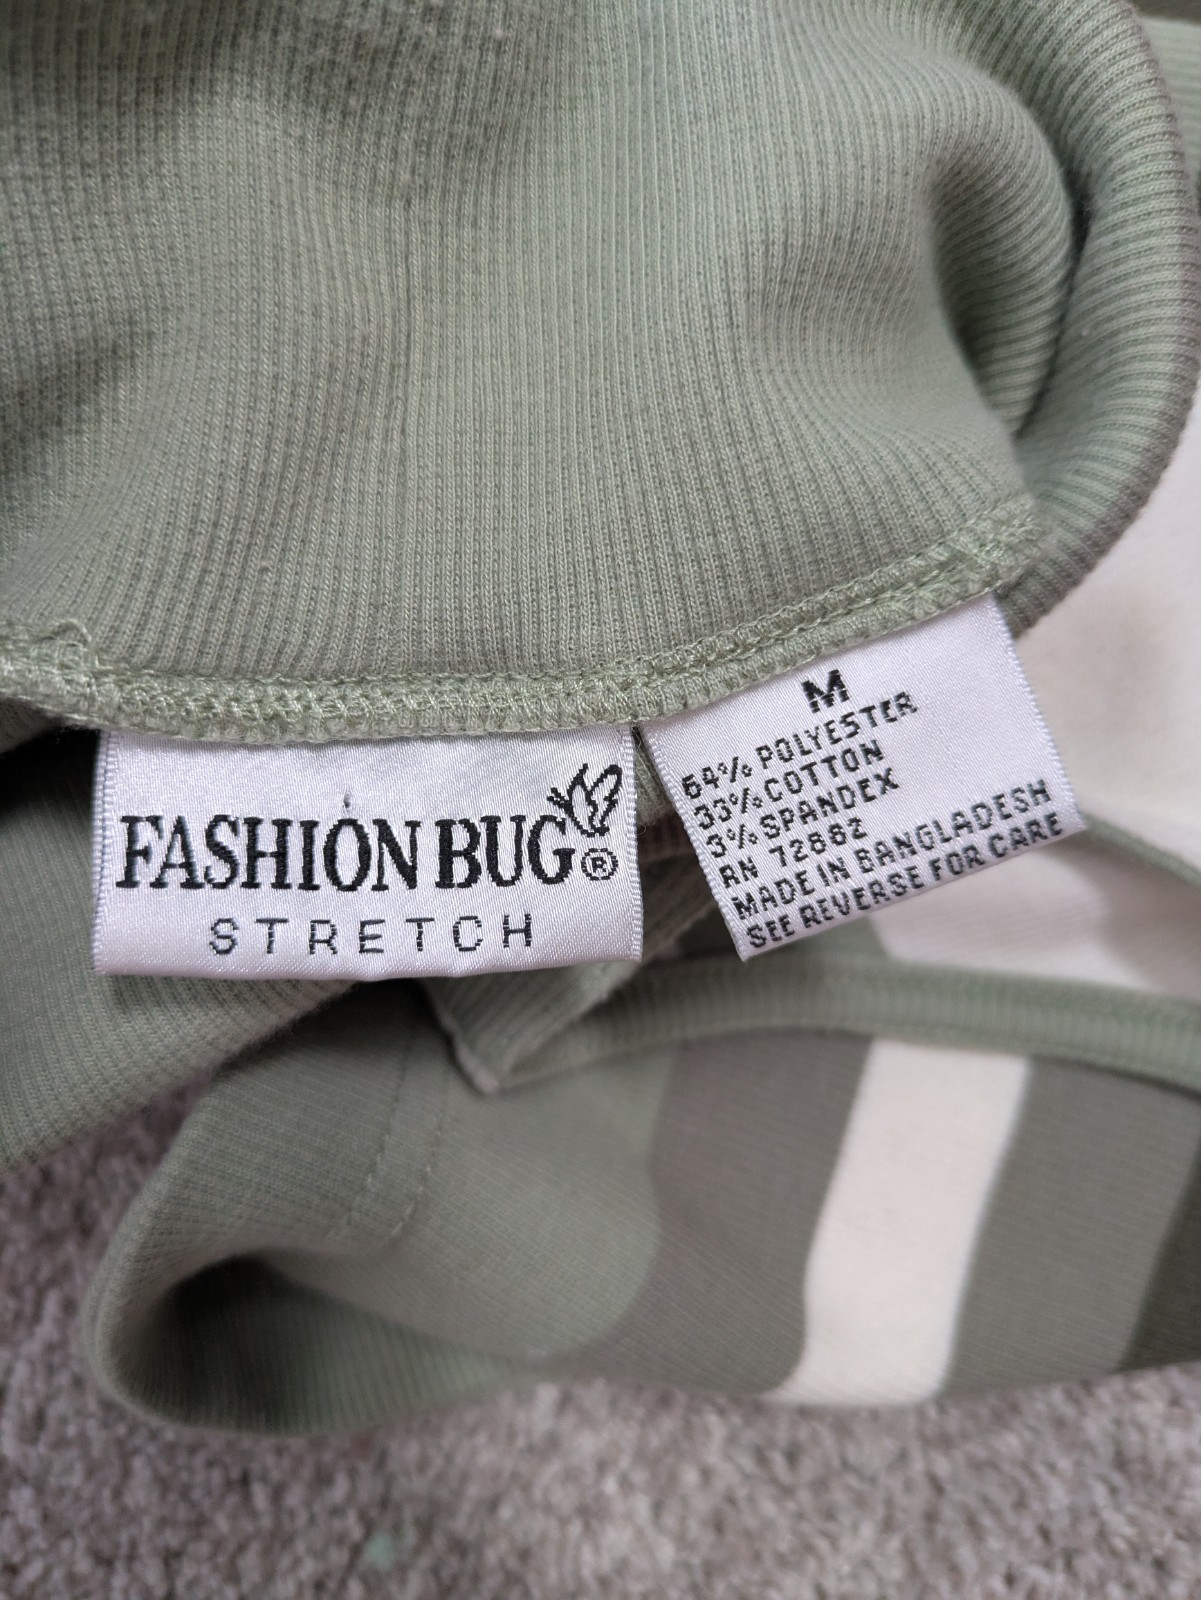 FASHION BUG®
STRETCH
M
64% POLYESTER
33% COTTON
3% SPANDEX
RN 72882
MADE IN BANGLADESH
SEE REVERSE FOR CARE